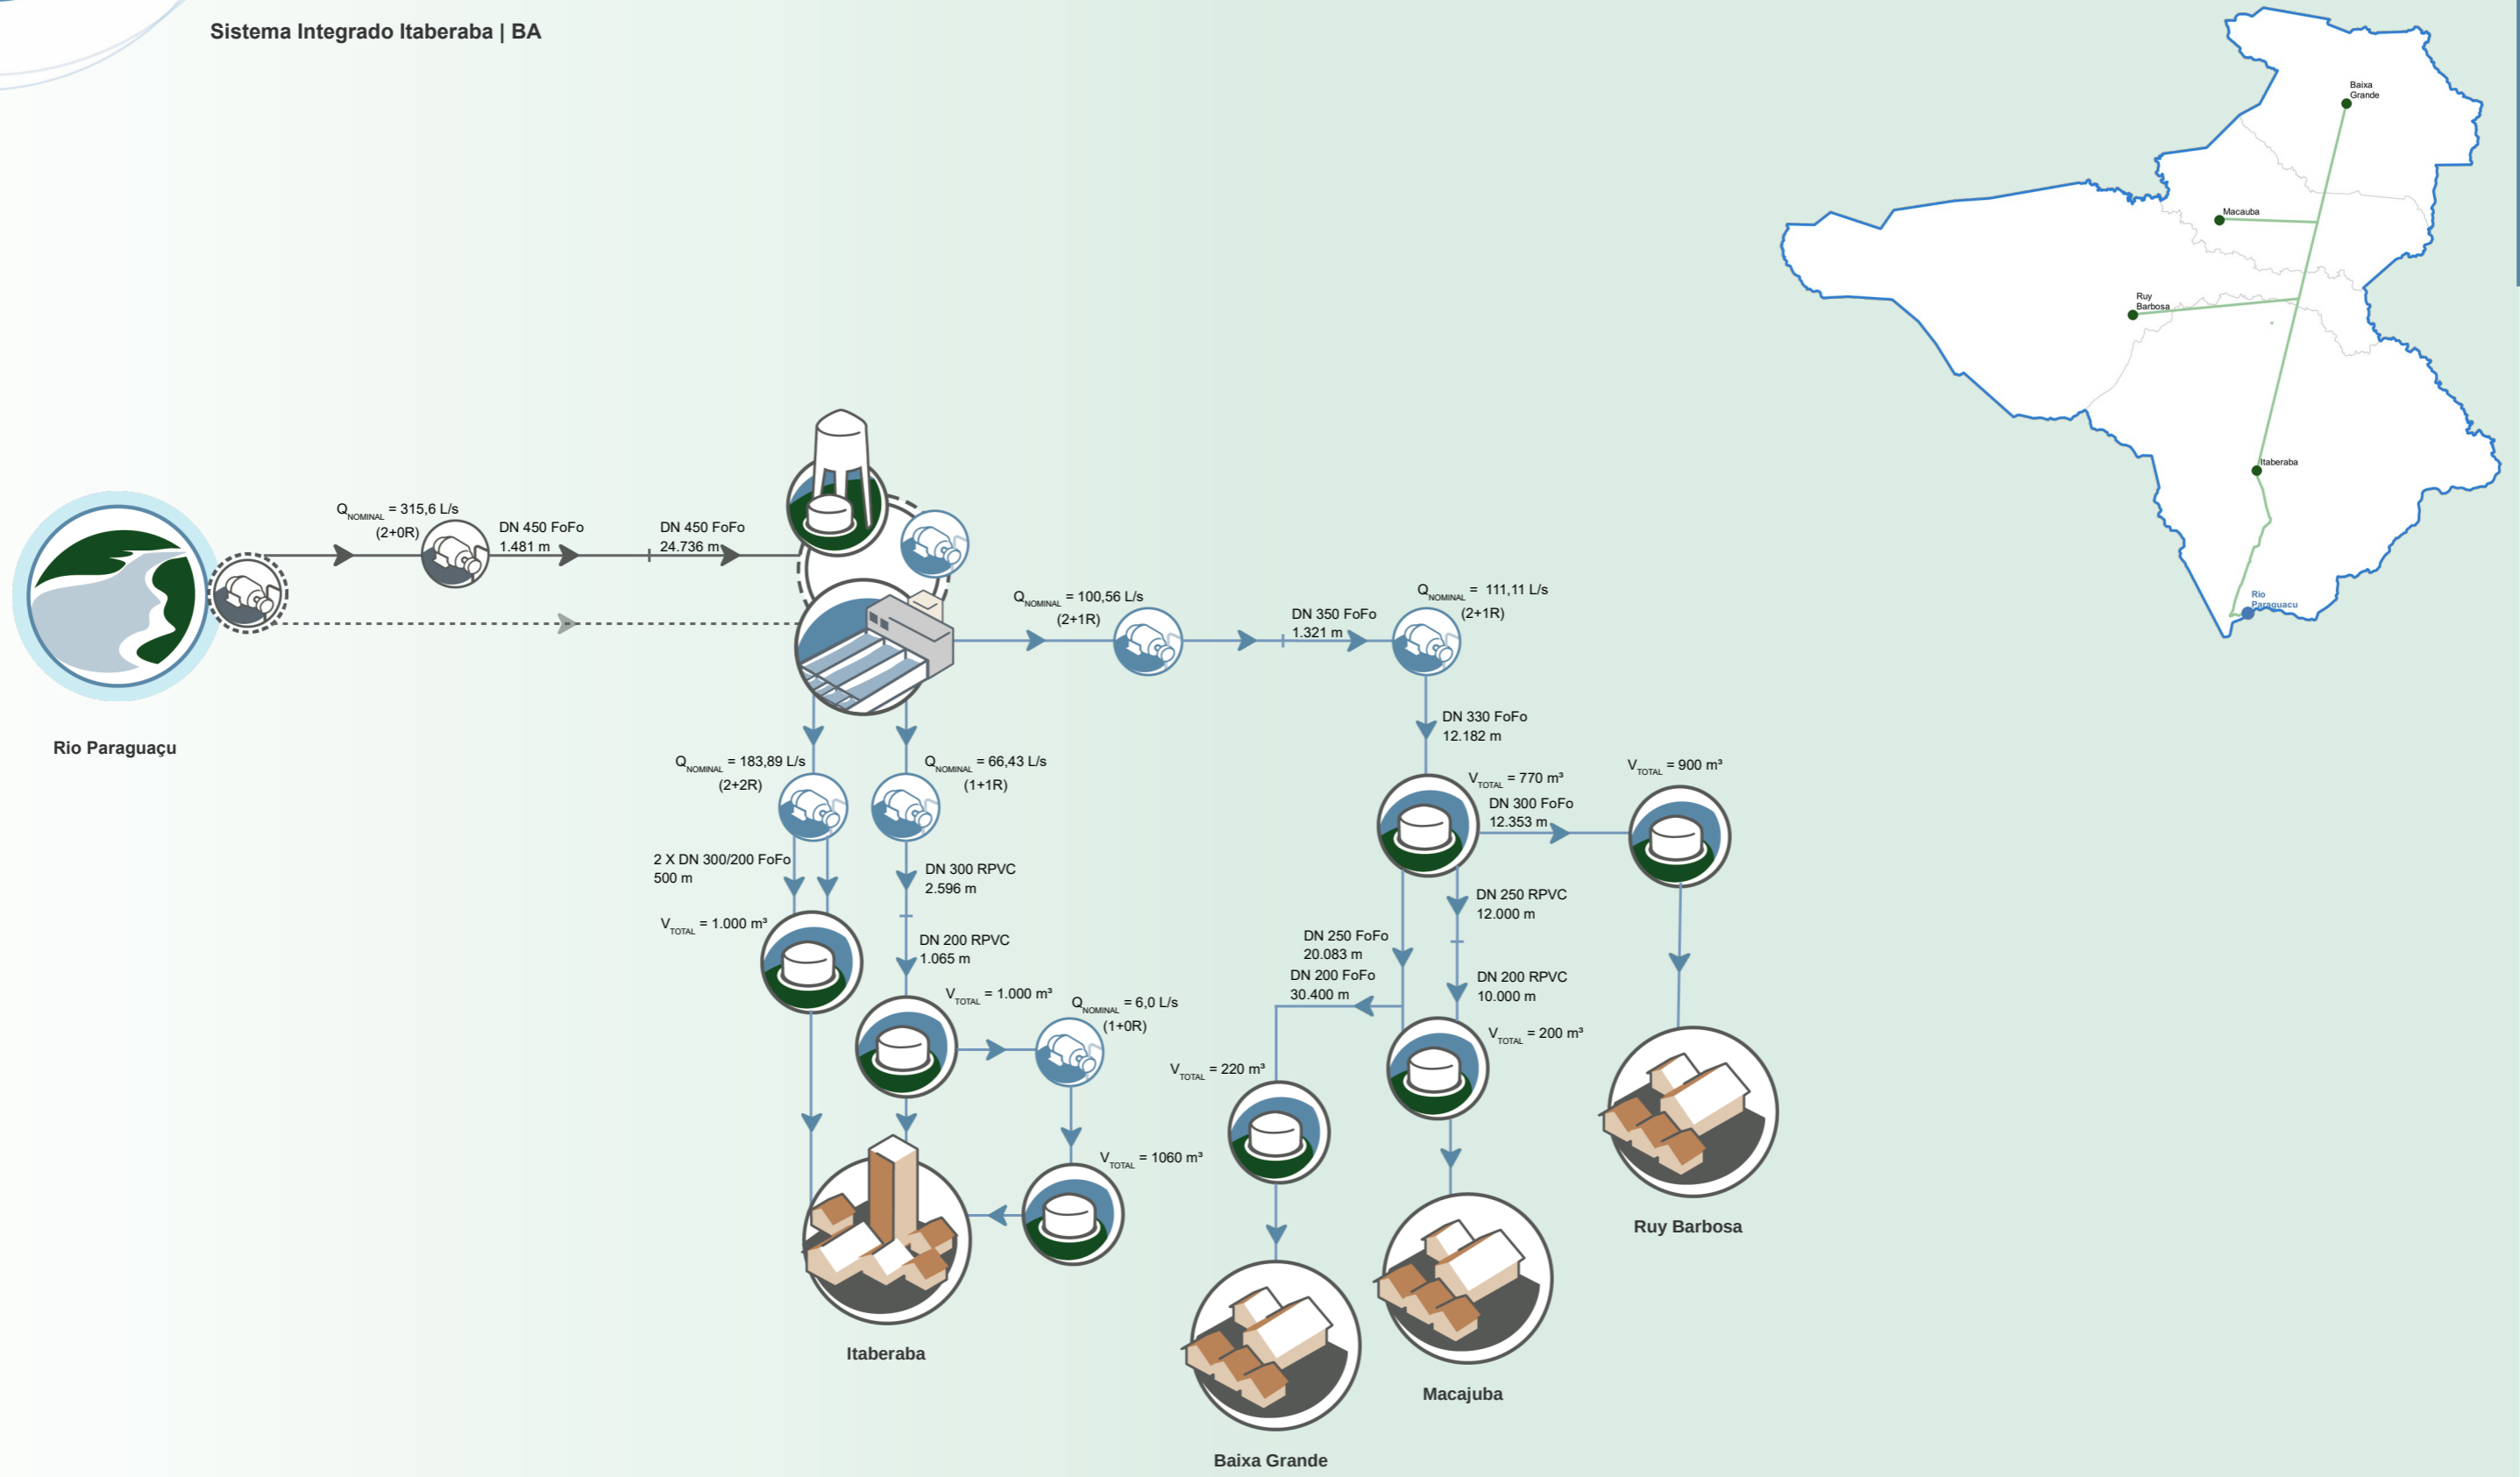 Sistema Integrado Itaberaba | BA
Baixa
Grande
Macauba
Ruy
Barbosa
Itaberaba
Rio
Paraguacu
QNOMINAL = 315,6 L/s
(2+0R)
DN 450 FoFo
1.481 m
DN 450 FoFo
24.736 m
Rio Paraguaçu
QNOMINAL = 100,56 L/s
(2+1R)
DN 350 FoFo
1.321 m
QNOMINAL = 111,11 L/s
(2+1R)
DN 330 FoFo
12.182 m
QNOMINAL = 183,89 L/s
(2+2R)
QNOMINAL = 66,43 L/s
(1+1R)
VTOTAL = 770 m³
DN 300 FoFo
12.353 m
VTOTAL = 900 m³
2 X DN 300/200 FoFo
500 m
DN 300 RPVC
2.596 m
VTOTAL = 1.000 m³
DN 200 RPVC
1.065 m
DN 250 RPVC
12.000 m
DN 250 FoFo
20.083 m
DN 200 FoFo
30.400 m
DN 200 RPVC
10.000 m
VTOTAL = 1.000 m³
QNOMINAL = 6,0 L/s
(1+0R)
VTOTAL = 200 m³
VTOTAL = 220 m³
VTOTAL = 1060 m³
Ruy Barbosa
Itaberaba
Macajuba
Baixa Grande